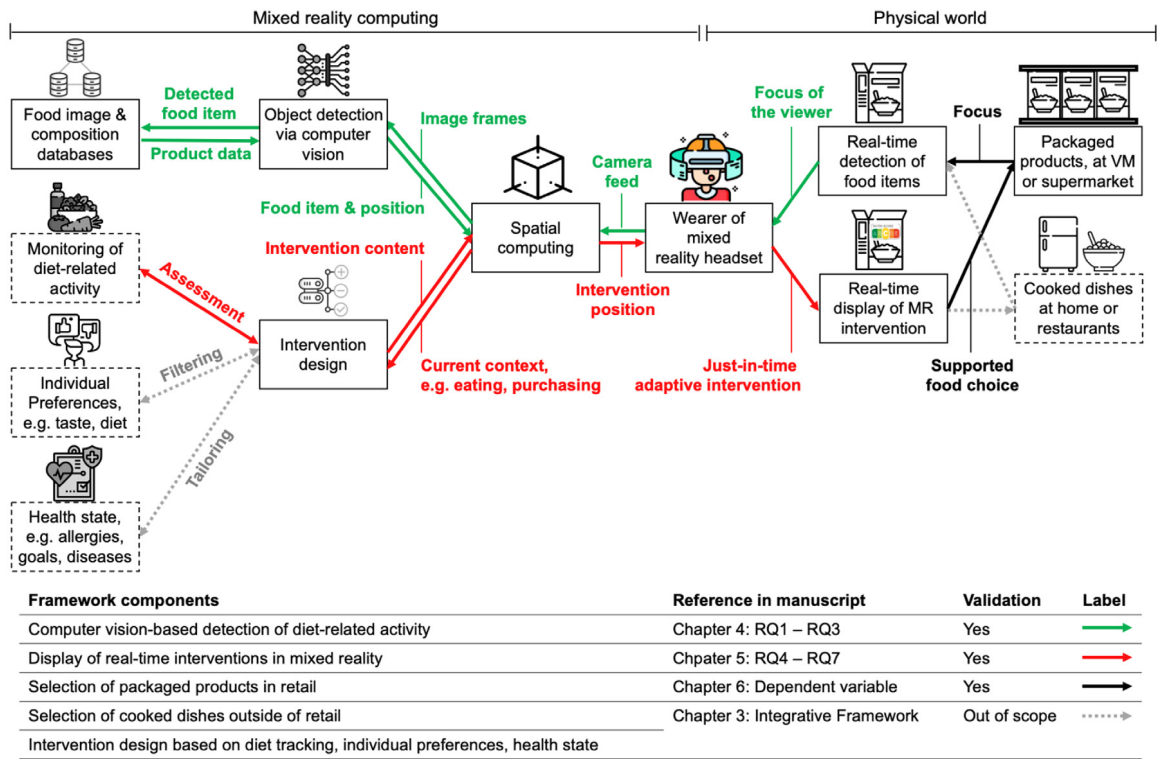 Mixed reality computing
Physical world
Food image &
composition
databases
Detected
food item
Product data
Object detection
via computer
vision
Image frames
Food item & position
Monitoring of
diet-related
activity
Assessment
Individual
Preferences,
e.g. taste, diet
Filtering
Health state,
e.g. allergies,
goals, diseases
Tailoring
Intervention content
Intervention
design
Current context,
e.g. eating, purchasing
Spatial
computing
Camera
feed
Intervention
position
Wearer of
mixed
reality headset
Focus of
the viewer
Just-in-time
adaptive intervention
Real-time
detection of
food items
Real-time
display of MR
intervention
Focus
Packaged
products, at VM
or supermarket
Cooked dishes
at home or
restaurants
Supported
food choice
Framework components Reference in manuscript Validation Label
Computer vision-based detection of diet-related activity Chapter 4: RQ1 – RQ3 Yes
Display of real-time interventions in mixed reality Chpater 5: RQ4 – RQ7 Yes
Selection of packaged products in retail Chapter 6: Dependent variable Yes
Selection of cooked dishes outside of retail Chapter 3: Integrative Framework Out of scope
Intervention design based on diet tracking, individual preferences, health state